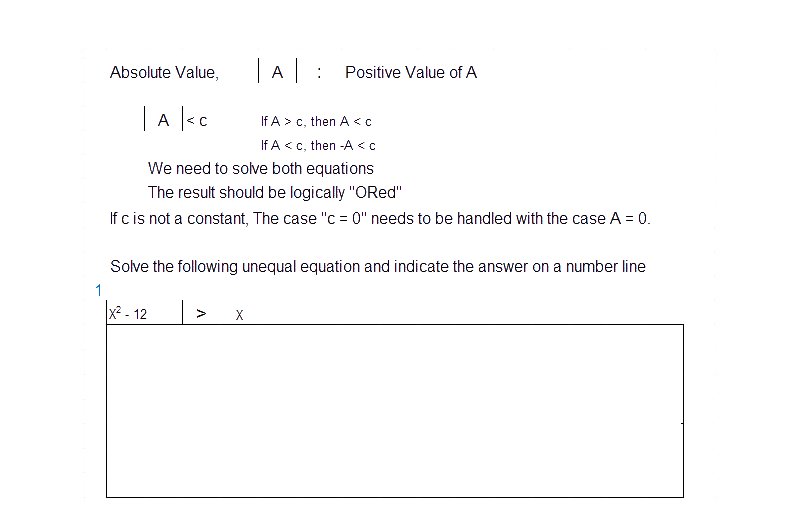 Absolute Value, | A | : Positive Value of A
| A | < c If A > c, then A < c
If A < c, then -A < c
We need to solve both equations
The result should be logically "ORed"
If c is not a constant, The case "c = 0" needs to be handled with the case A = 0.
Solve the following unequal equation and indicate the answer on a number line
1
|X² - 12 | > X